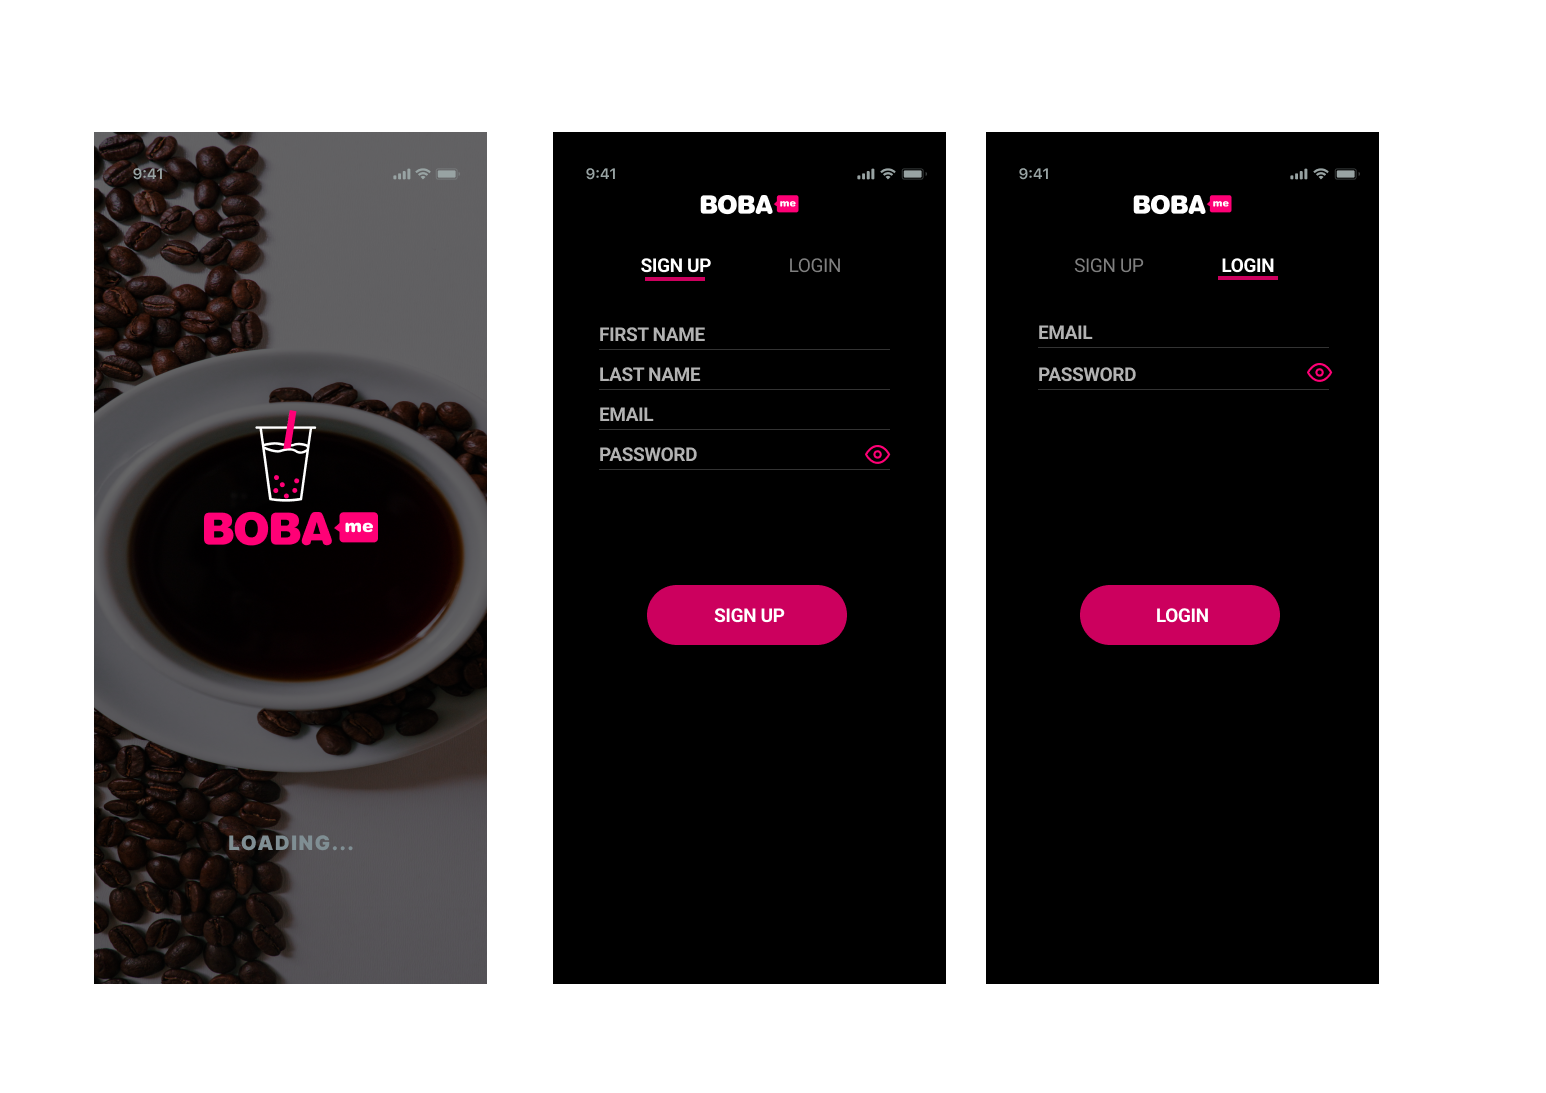 9:41
BOBA me
LOADING...
9:41
BOBA me
SIGN UP LOGIN
FIRST NAME
LAST NAME
EMAIL
PASSWORD
SIGN UP
9:41
BOBA me
SIGN UP LOGIN
EMAIL
PASSWORD
LOGIN